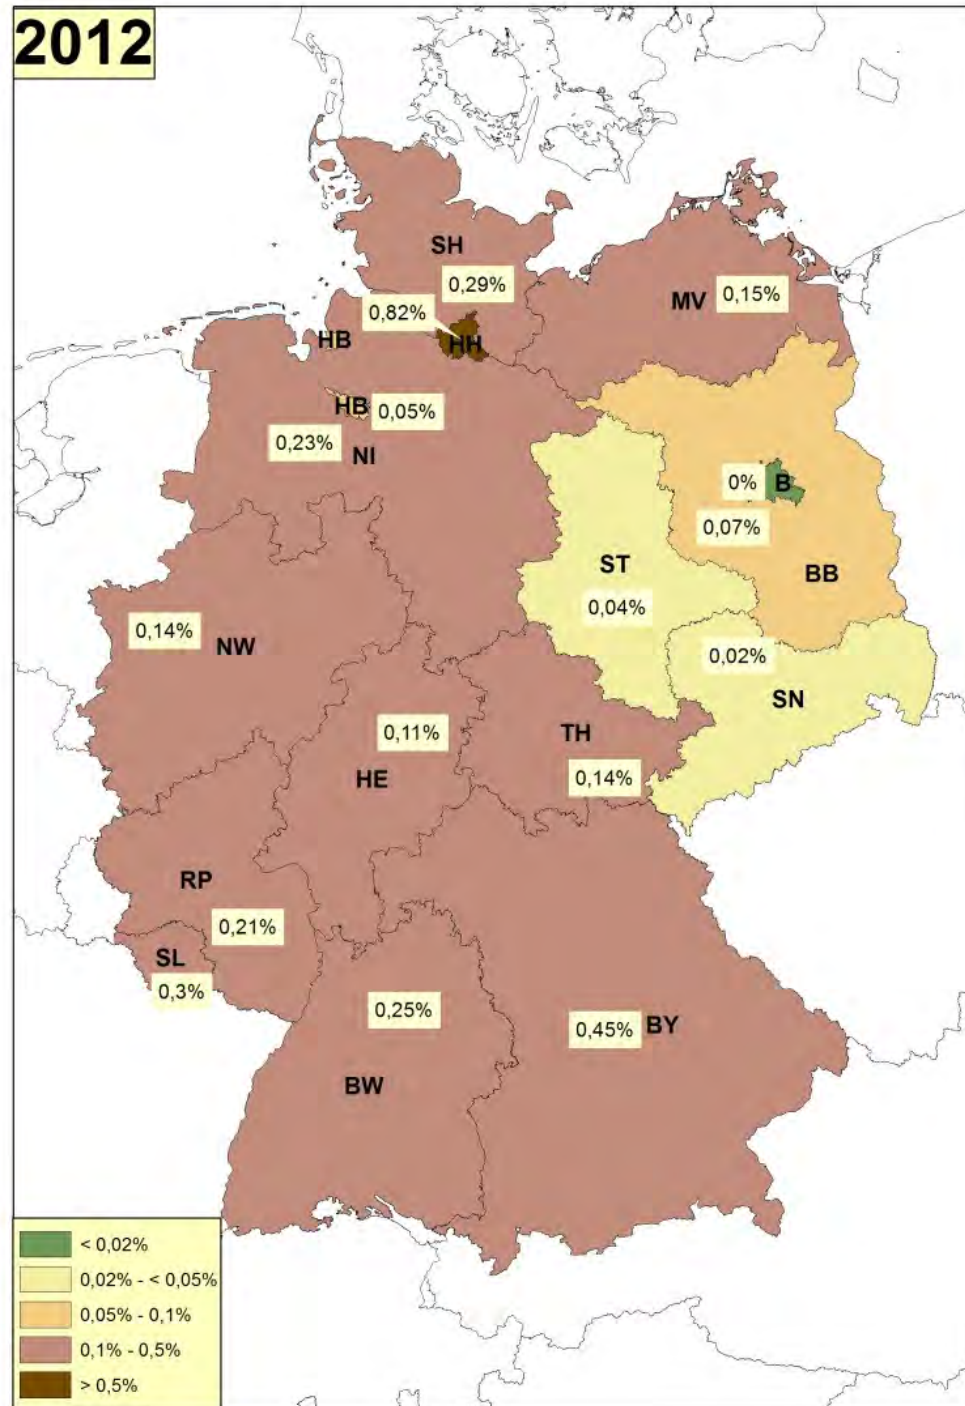 2012
SH
0,29%
MV
0,15%
0,82%
HB
HH
HB
0,05%
0,23%
NI
0%
B
0,07%
ST
BB
0,04%
0,14%
NW
0,02%
SN
0,11%
TH
HE
0,14%
RP
0,21%
SL
0,3%
0,25%
0,45%
BY
BW
< 0,02%
0,02% - < 0,05%
0,05% - 0,1%
0,1% - 0,5%
> 0,5%